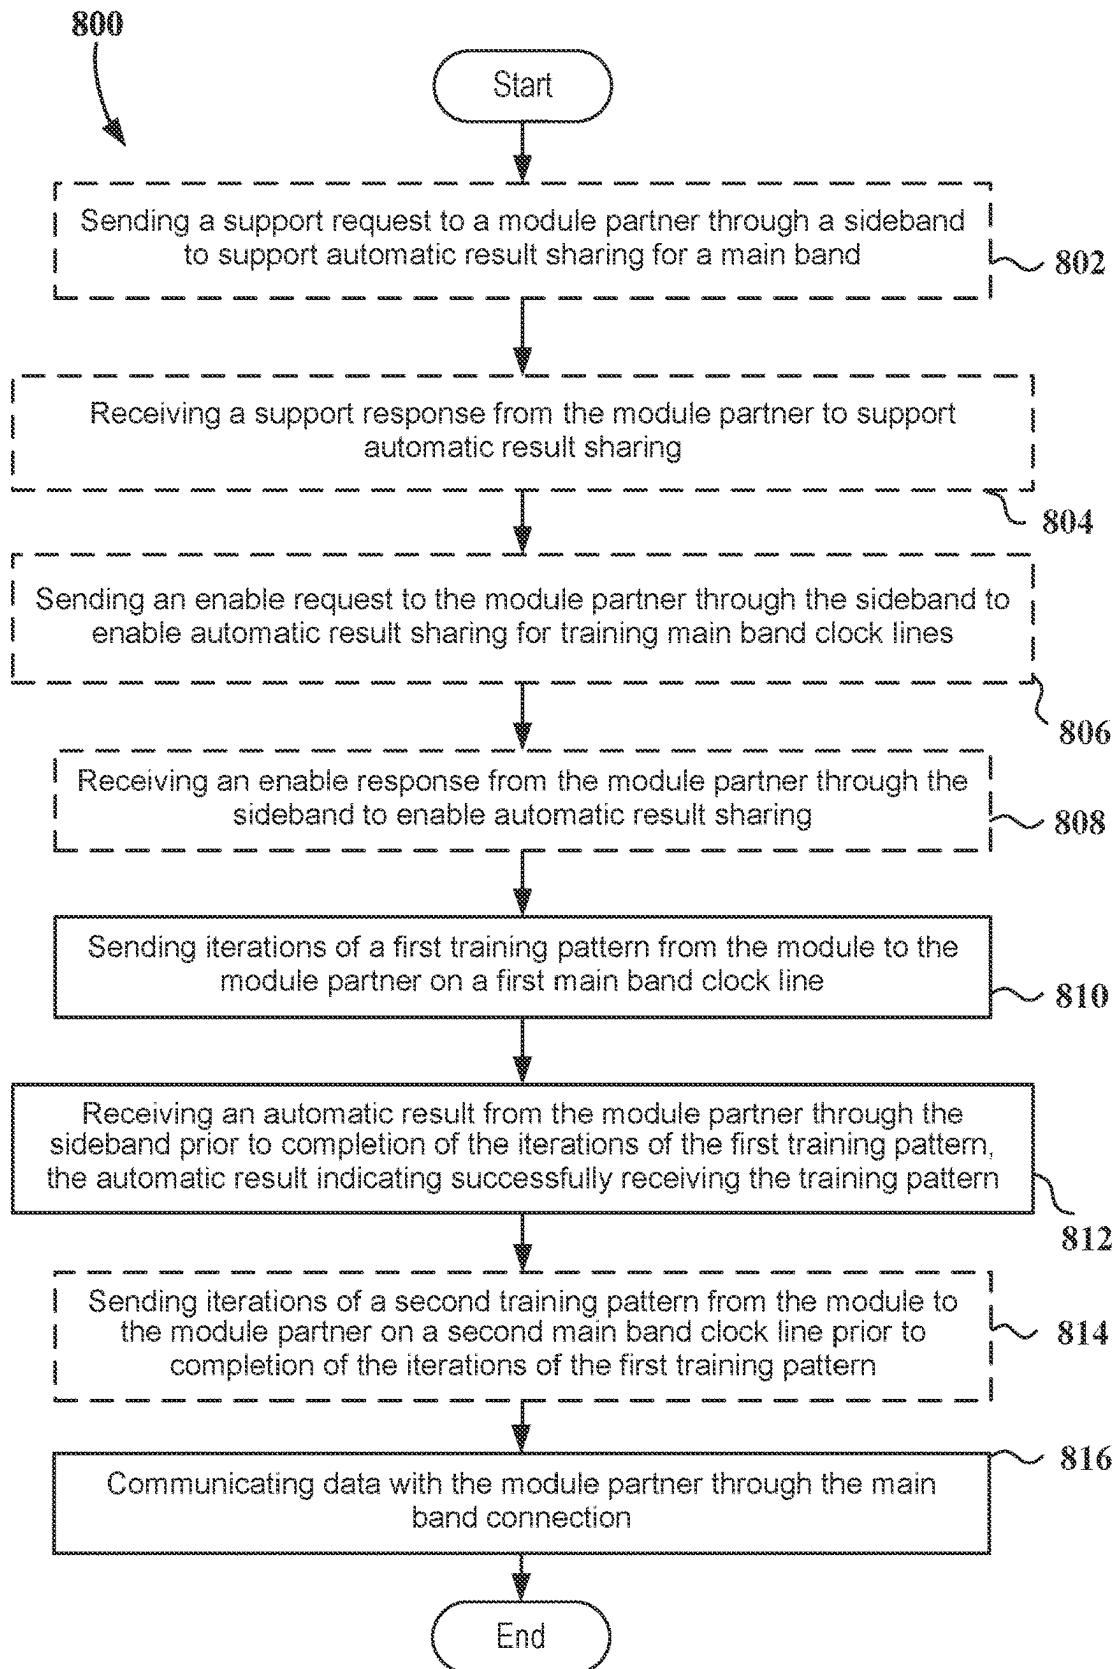 800
Start
Sending a support request to a module partner through a sideband
to support automatic result sharing for a main band
802
Receiving a support response from the module partner to support
automatic result sharing
804
Sending an enable request to the module partner through the sideband to
enable automatic result sharing for training main band clock lines
806
Receiving an enable response from the module partner through the
sideband to enable automatic result sharing
808
Sending iterations of a first training pattern from the module to the
module partner on a first main band clock line
810
Receiving an automatic result from the module partner through the
sideband prior to completion of the iterations of the first training pattern,
the automatic result indicating successfully receiving the training pattern
812
Sending iterations of a second training pattern from the module to
the module partner on a second main band clock line prior to
completion of the iterations of the first training pattern
814
816
Communicating data with the module partner through the main
band connection
End